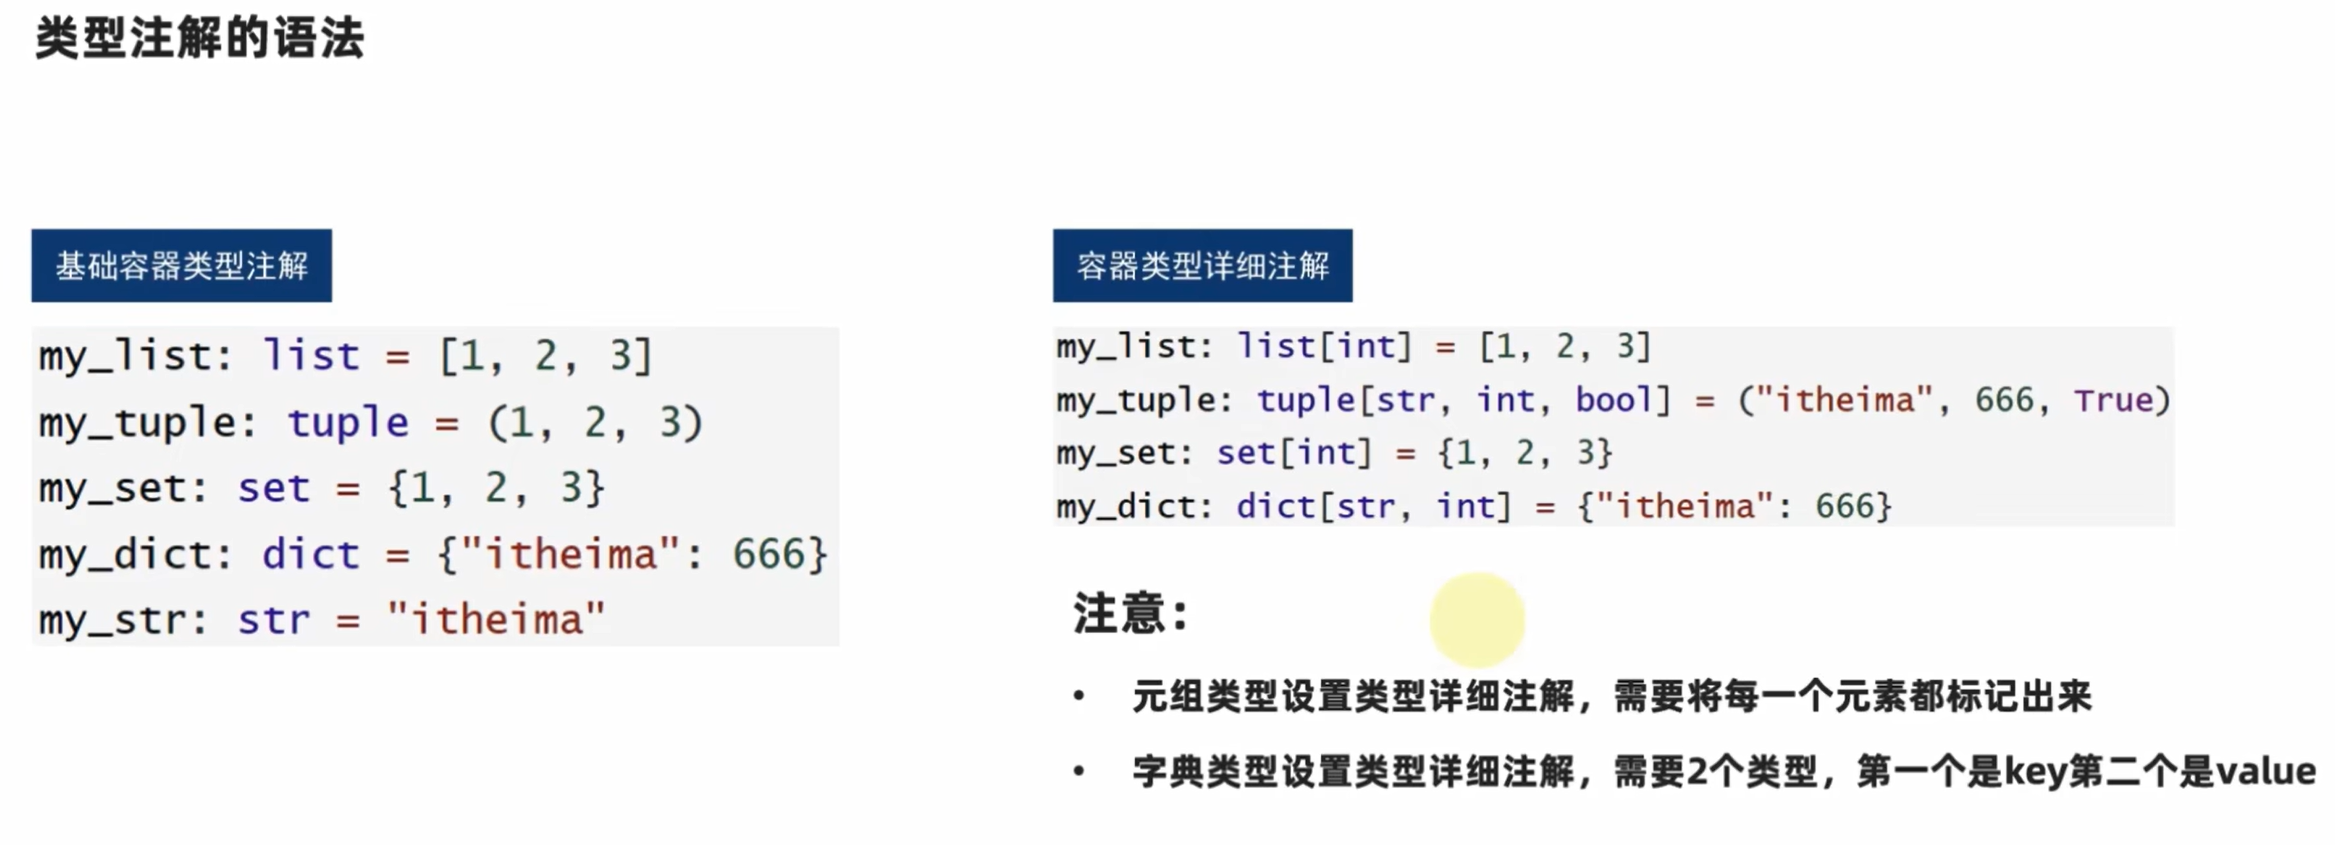 类型注解的语法
基础容器类型注解
my_list: list = [1, 2, 3]
my_tuple: tuple = (1, 2, 3)
my_set: set = {1, 2, 3}
my_dict: dict = {"itheima": 666}
my_str: str = "itheima"
容器类型详细注解
my_list: list[int] = [1, 2, 3]
my_tuple: tuple[str, int, bool] = ("itheima", 666, True)
my_set: set[int] = {1, 2, 3}
my_dict: dict[str, int] = {"itheima": 666}
注意：
• 元组类型设置类型详细注解，需要将每一个元素都标记出来
• 字典类型设置类型详细注解，需要2个类型，第一个是key第二个是value